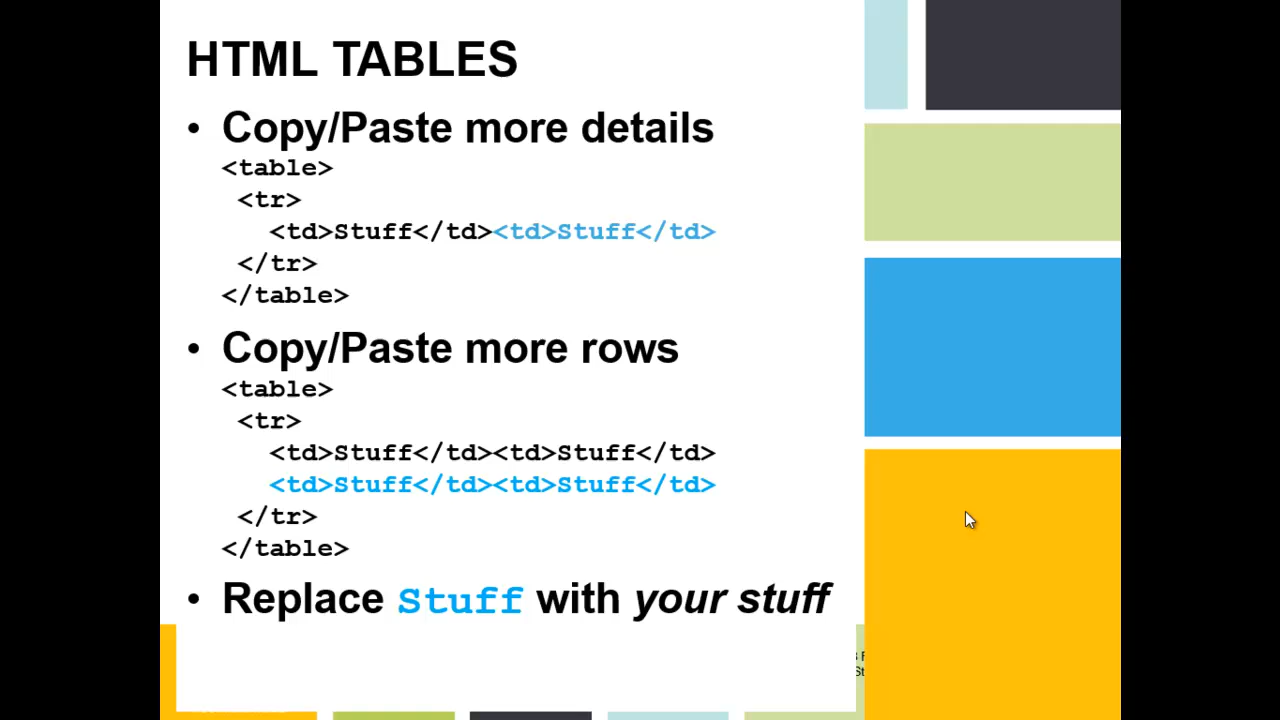 HTML TABLES
• Copy/Paste more details
<table>
<tr>
<td>Stuff</td><td>Stuff</td>
</tr>
</table>
• Copy/Paste more rows
<table>
<tr>
<td>Stuff</td><td>Stuff</td>
<td>Stuff</td><td>Stuff</td>
</tr>
</table>
• Replace Stuff with your stuff